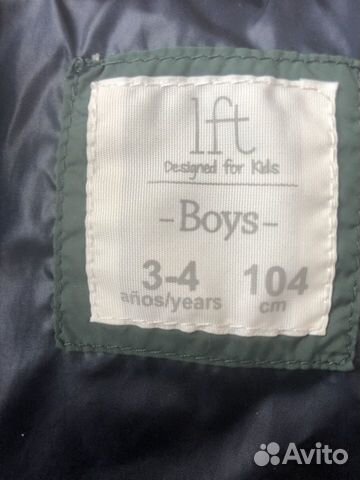 lft
Designed for Kids
-Boys-
3-4 104
años/years cm
Avito